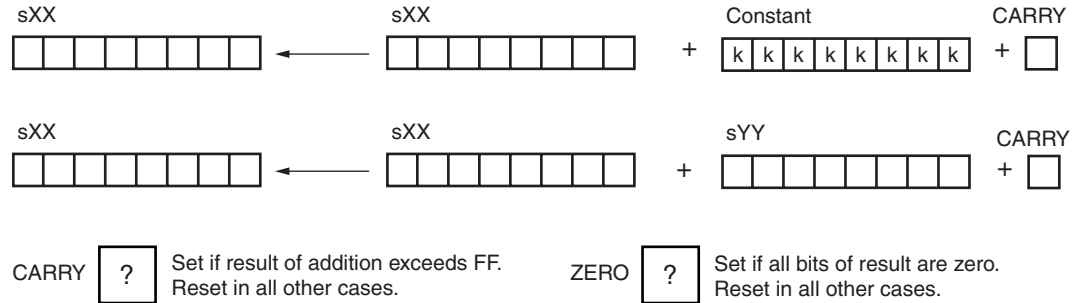 sXX sXX Constant CARRY
← + k k k k k k k k +
sXX sXX sYY CARRY
← + +
CARRY ? Set if result of addition exceeds FF. ZERO ? Set if all bits of result are zero.
Reset in all other cases. Reset in all other cases.